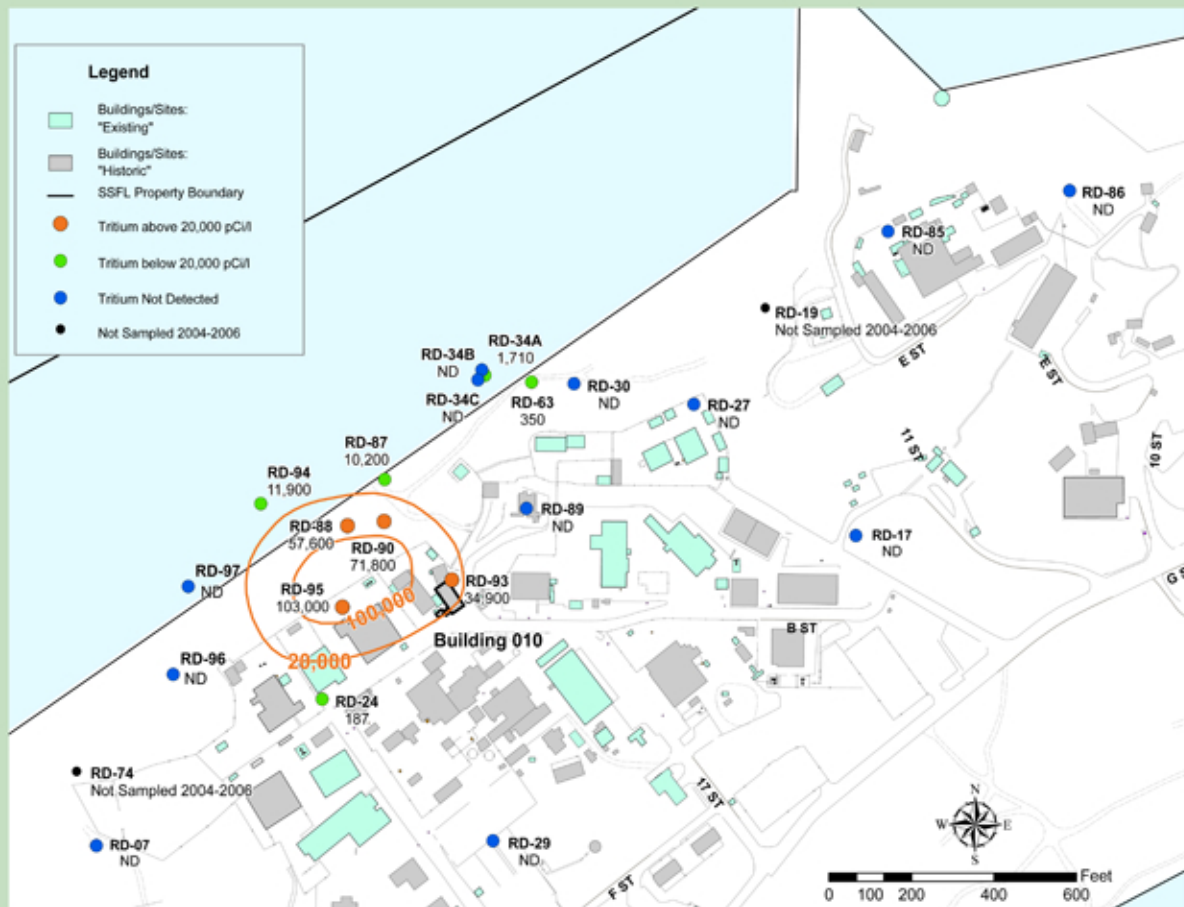 Legend
Buildings/Sites:
"Existing"
Buildings/Sites:
"Historic"
SSFL Property Boundary
Tritium above 20,000 pCi/l
Tritium below 20,000 pCi/l
Tritium Not Detected
Not Sampled 2004-2006
RD-86
ND
RD-85
ND
RD-19
Not Sampled 2004-2006
E ST
E ST
RD-34A
1,710
RD-34B
ND
RD-34C
ND
RD-63
350
RD-30
ND
RD-27
ND
11 ST
10 ST
RD-87
10,200
RD-94
11,900
RD-88
57,600
RD-90
71,800
RD-89
ND
RD-17
ND
RD-97
ND
RD-95
103,000
100,000
RD-93
34,900
G S
20,000
Building 010
B ST
RD-96
ND
RD-24
187
RD-74
Not Sampled 2004-2006
17 ST
RD-07
ND
RD-29
ND
F ST
N
W
E
S
Feet
0 100 200 400 600